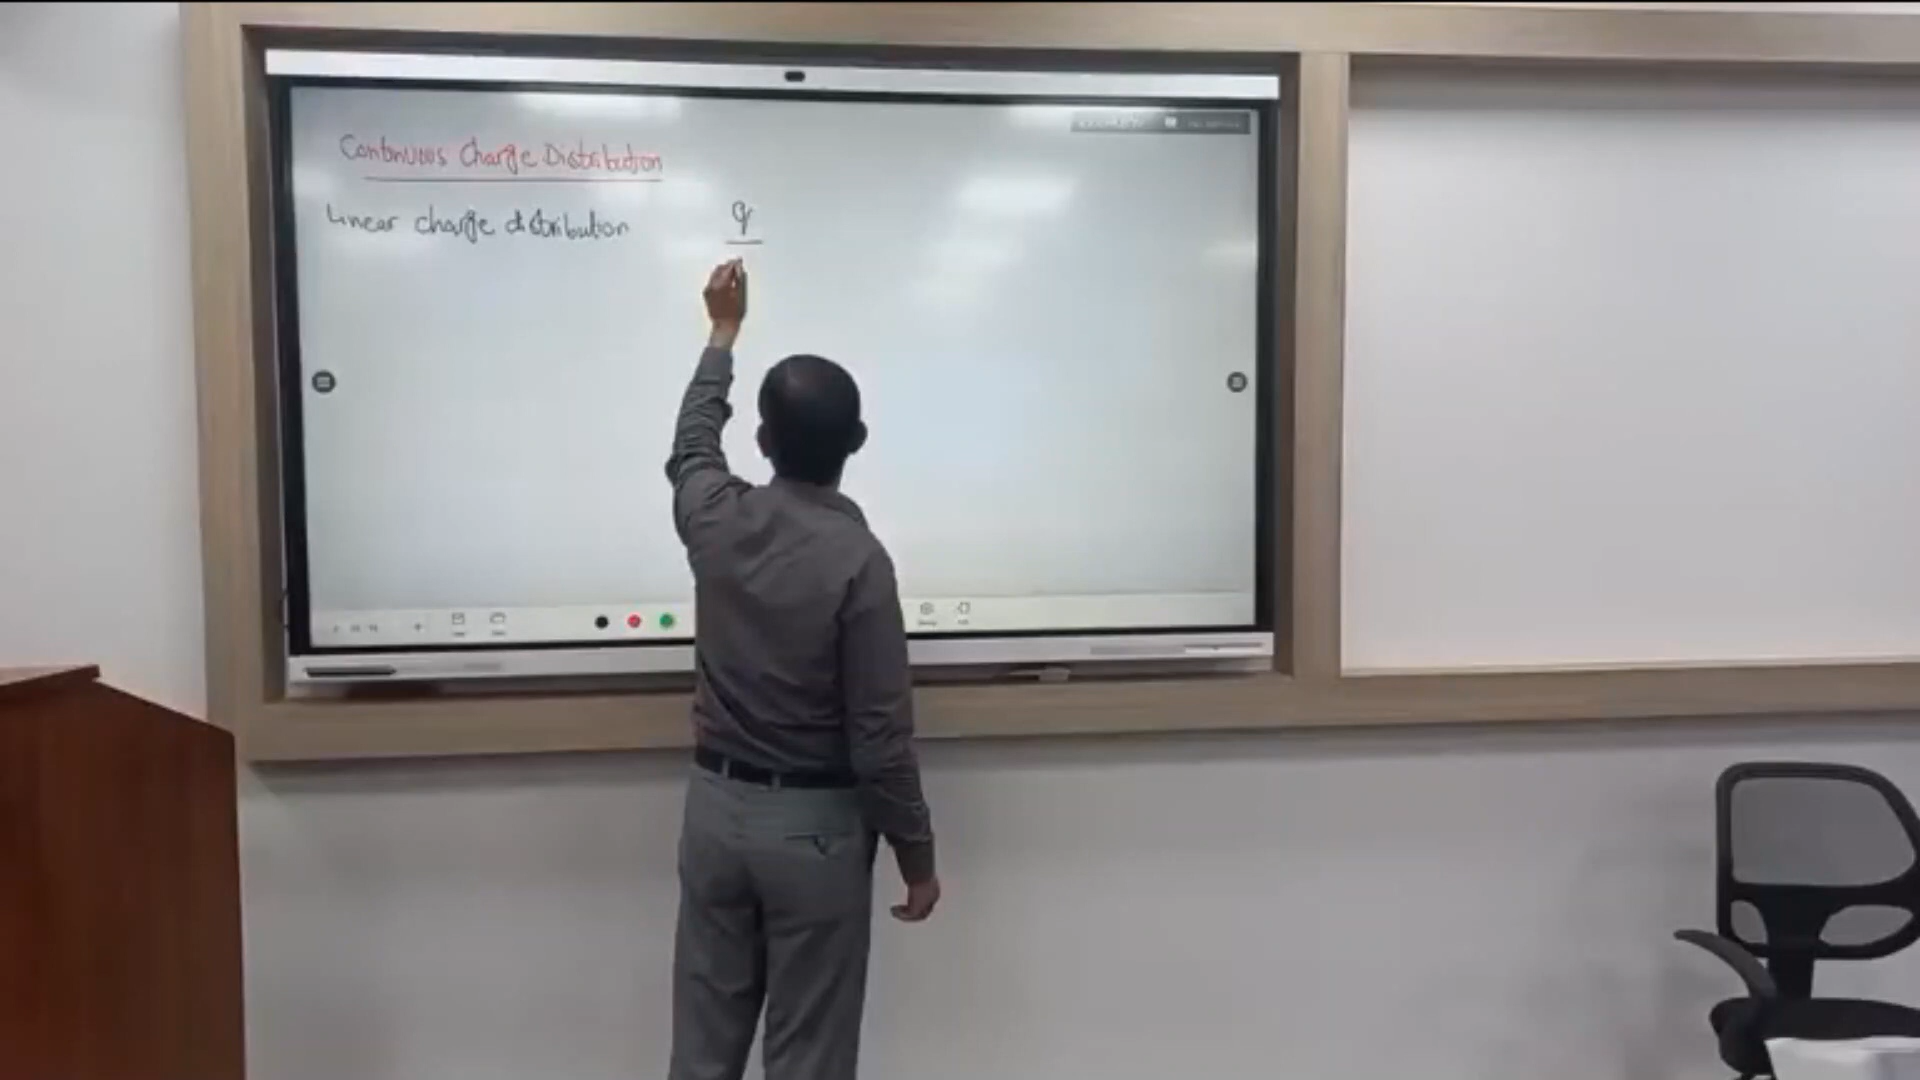 Continuous Charge Distribution
Linear charge distribution
q